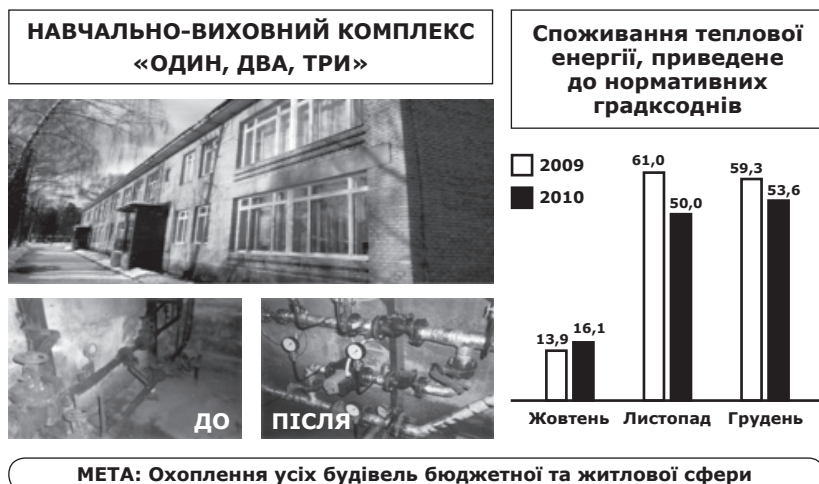 НАВЧАЛЬНО-ВИХОВНИЙ КОМПЛЕКС
«ОДИН, ДВА, ТРИ»
ДО
ПІСЛЯ
Споживання теплової
енергії, приведене
до нормативних
градксоднів
2009
2010
13,9
16,1
61,0
50,0
59,3
53,6
Жовтень Листопад Грудень
МЕТА: Охоплення усіх будівель бюджетної та житлової сфери